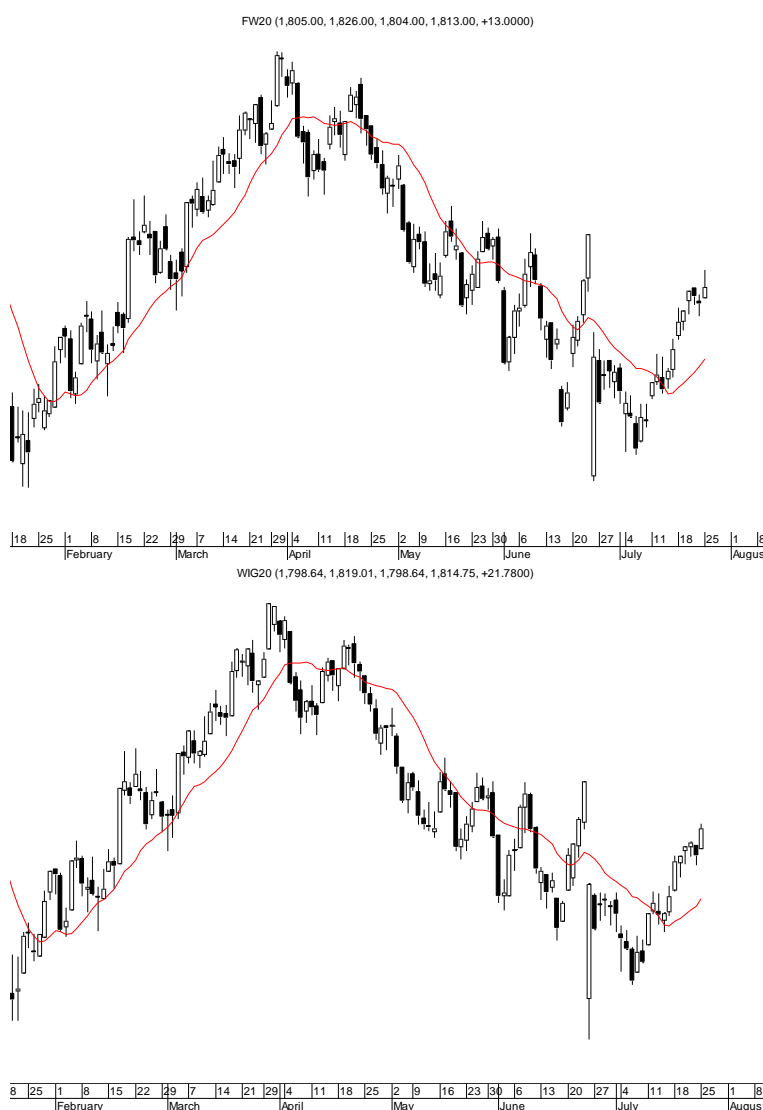 FW20 (1,805.00, 1,826.00, 1,804.00, 1,813.00, +13.0000)
18 25 1 8 15 22 29 7 14 21 29 4 11 18 25 2 9 16 23 30 6 13 20 27 4 11 18 25 1 8
February March April May June July Augus
WIG20 (1,798.64, 1,819.01, 1,798.64, 1,814.75, +21.7800)
8 25 1 8 15 22 29 7 14 21 29 4 11 18 25 2 9 16 23 30 6 13 20 27 4 11 18 25 1 8
February March April May June July Augus